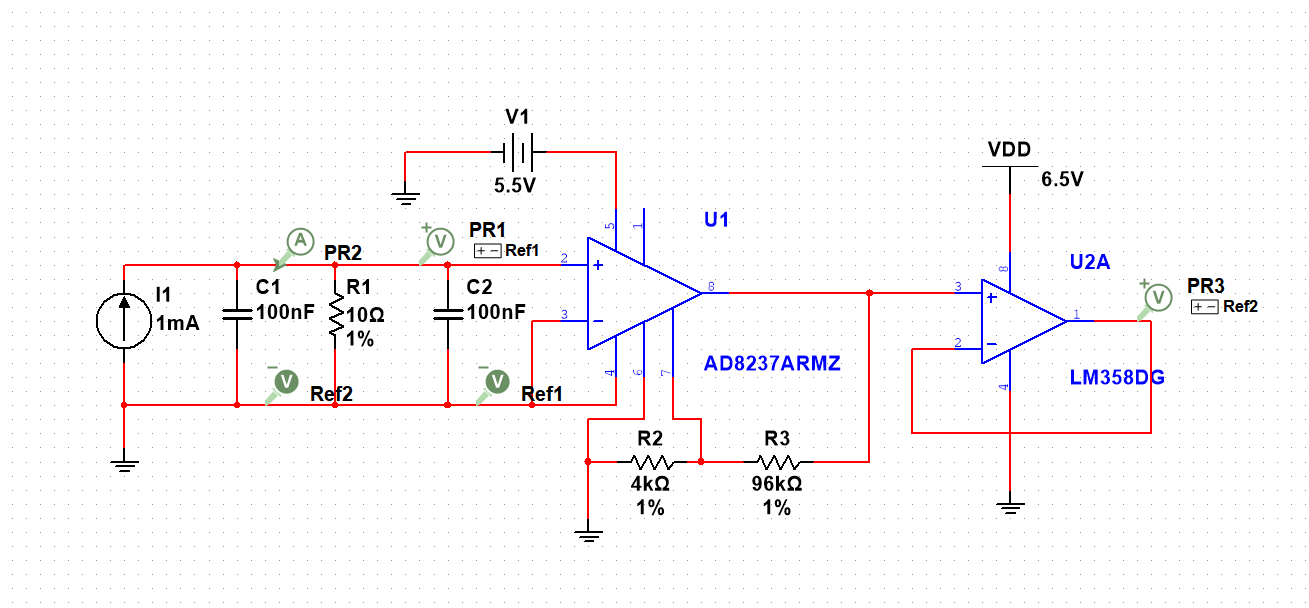 V1
5.5V
VDD
6.5V
5
1
U1
A
PR2
+
V
PR1
+ −
Ref1
2
+
I1
1mA
C1
100nF
R1
10Ω
1%
C2
100nF
3
−
8
AD8237ARMZ
4
6
7
−
V
Ref2
−
V
Ref1
R2
4kΩ
1%
R3
96kΩ
1%
8
U2A
3
+
2
−
1
4
LM358DG
+
V
PR3
+ −
Ref2